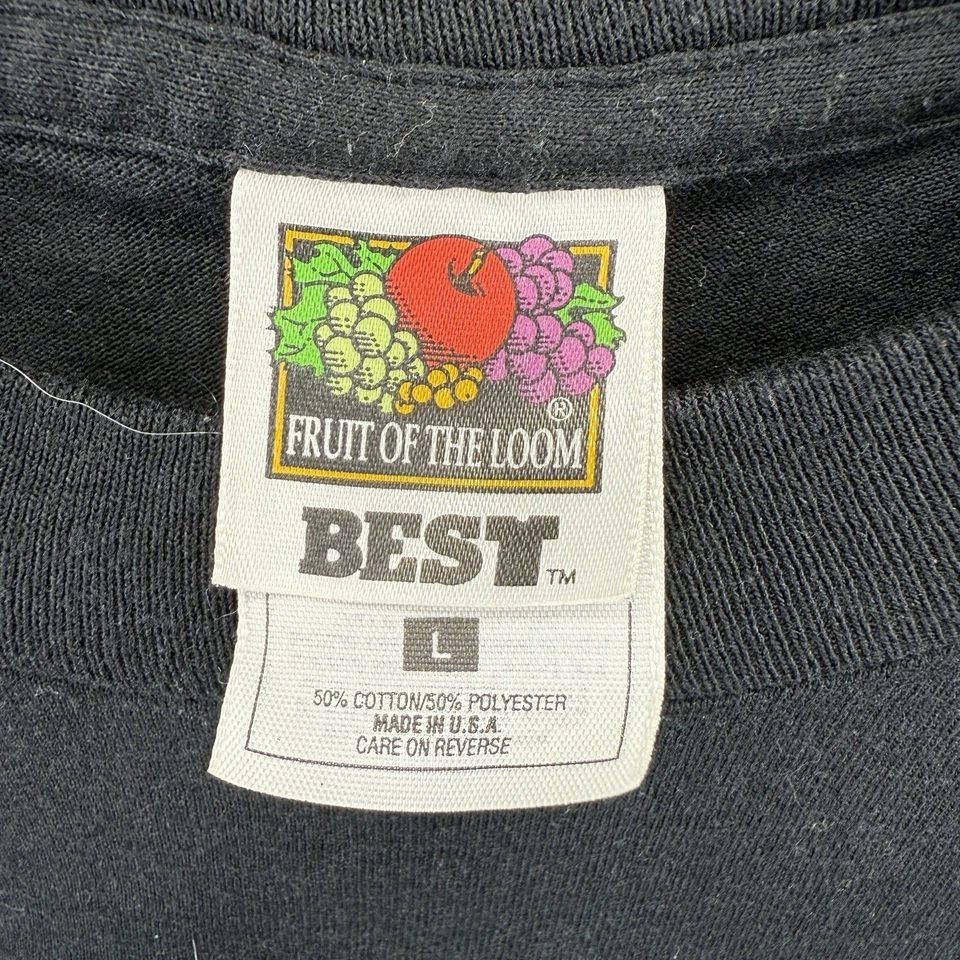 ®
FRUIT OF THE LOOM
BEST™
L
50% COTTON/50% POLYESTER
MADE IN U.S.A.
CARE ON REVERSE